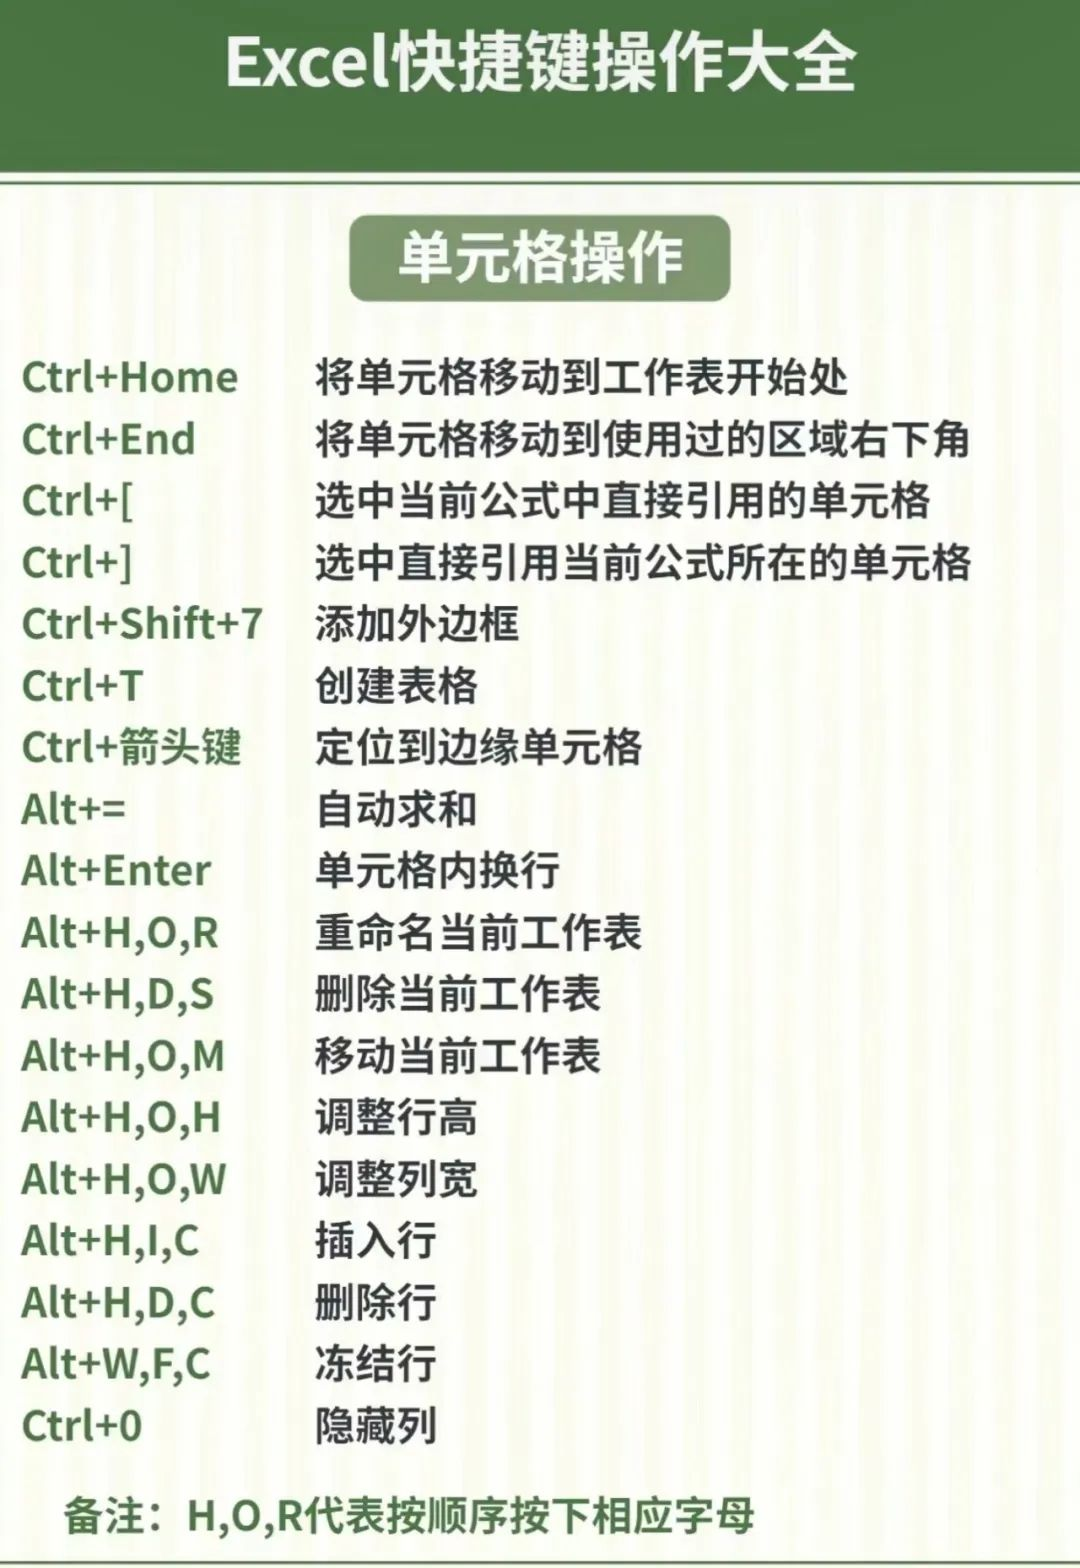 Excel快捷键操作大全
单元格操作
Ctrl+Home 将单元格移动到工作表开始处
Ctrl+End 将单元格移动到使用过的区域右下角
Ctrl+[ 选中当前公式中直接引用的单元格
Ctrl+] 选中直接引用当前公式所在的单元格
Ctrl+Shift+7 添加外边框
Ctrl+T 创建表格
Ctrl+箭头键 定位到边缘单元格
Alt+= 自动求和
Alt+Enter 单元格内换行
Alt+H,O,R 重命名当前工作表
Alt+H,D,S 删除当前工作表
Alt+H,O,M 移动当前工作表
Alt+H,O,H 调整行高
Alt+H,O,W 调整列宽
Alt+H,I,C 插入行
Alt+H,D,C 删除行
Alt+W,F,C 冻结行
Ctrl+0 隐藏列
备注：H,O,R代表按顺序按下相应字母